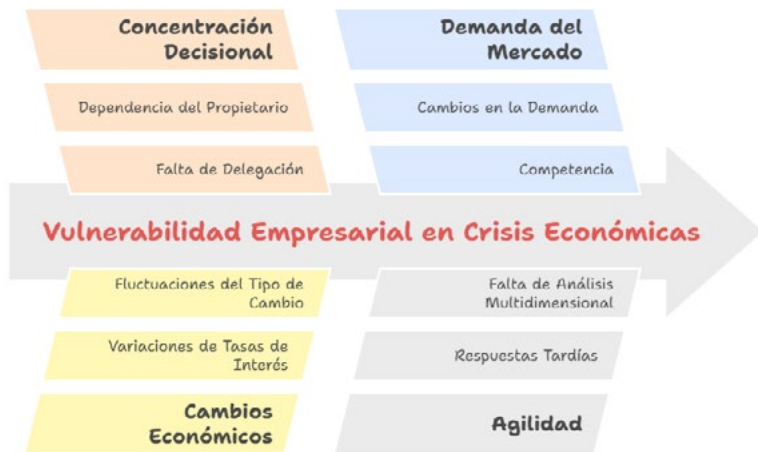 Concentración
Decisional
Demanda del
Mercado
Dependencia del Propietario
Cambios en la Demanda
Falta de Delegación
Competencia
Vulnerabilidad Empresarial en Crisis Económicas
Fluctuaciones del Tipo de
Cambio
Falta de Análisis
Multidimensional
Variaciones de Tasas de
Interés
Respuestas Tardías
Cambios
Económicos
Agilidad